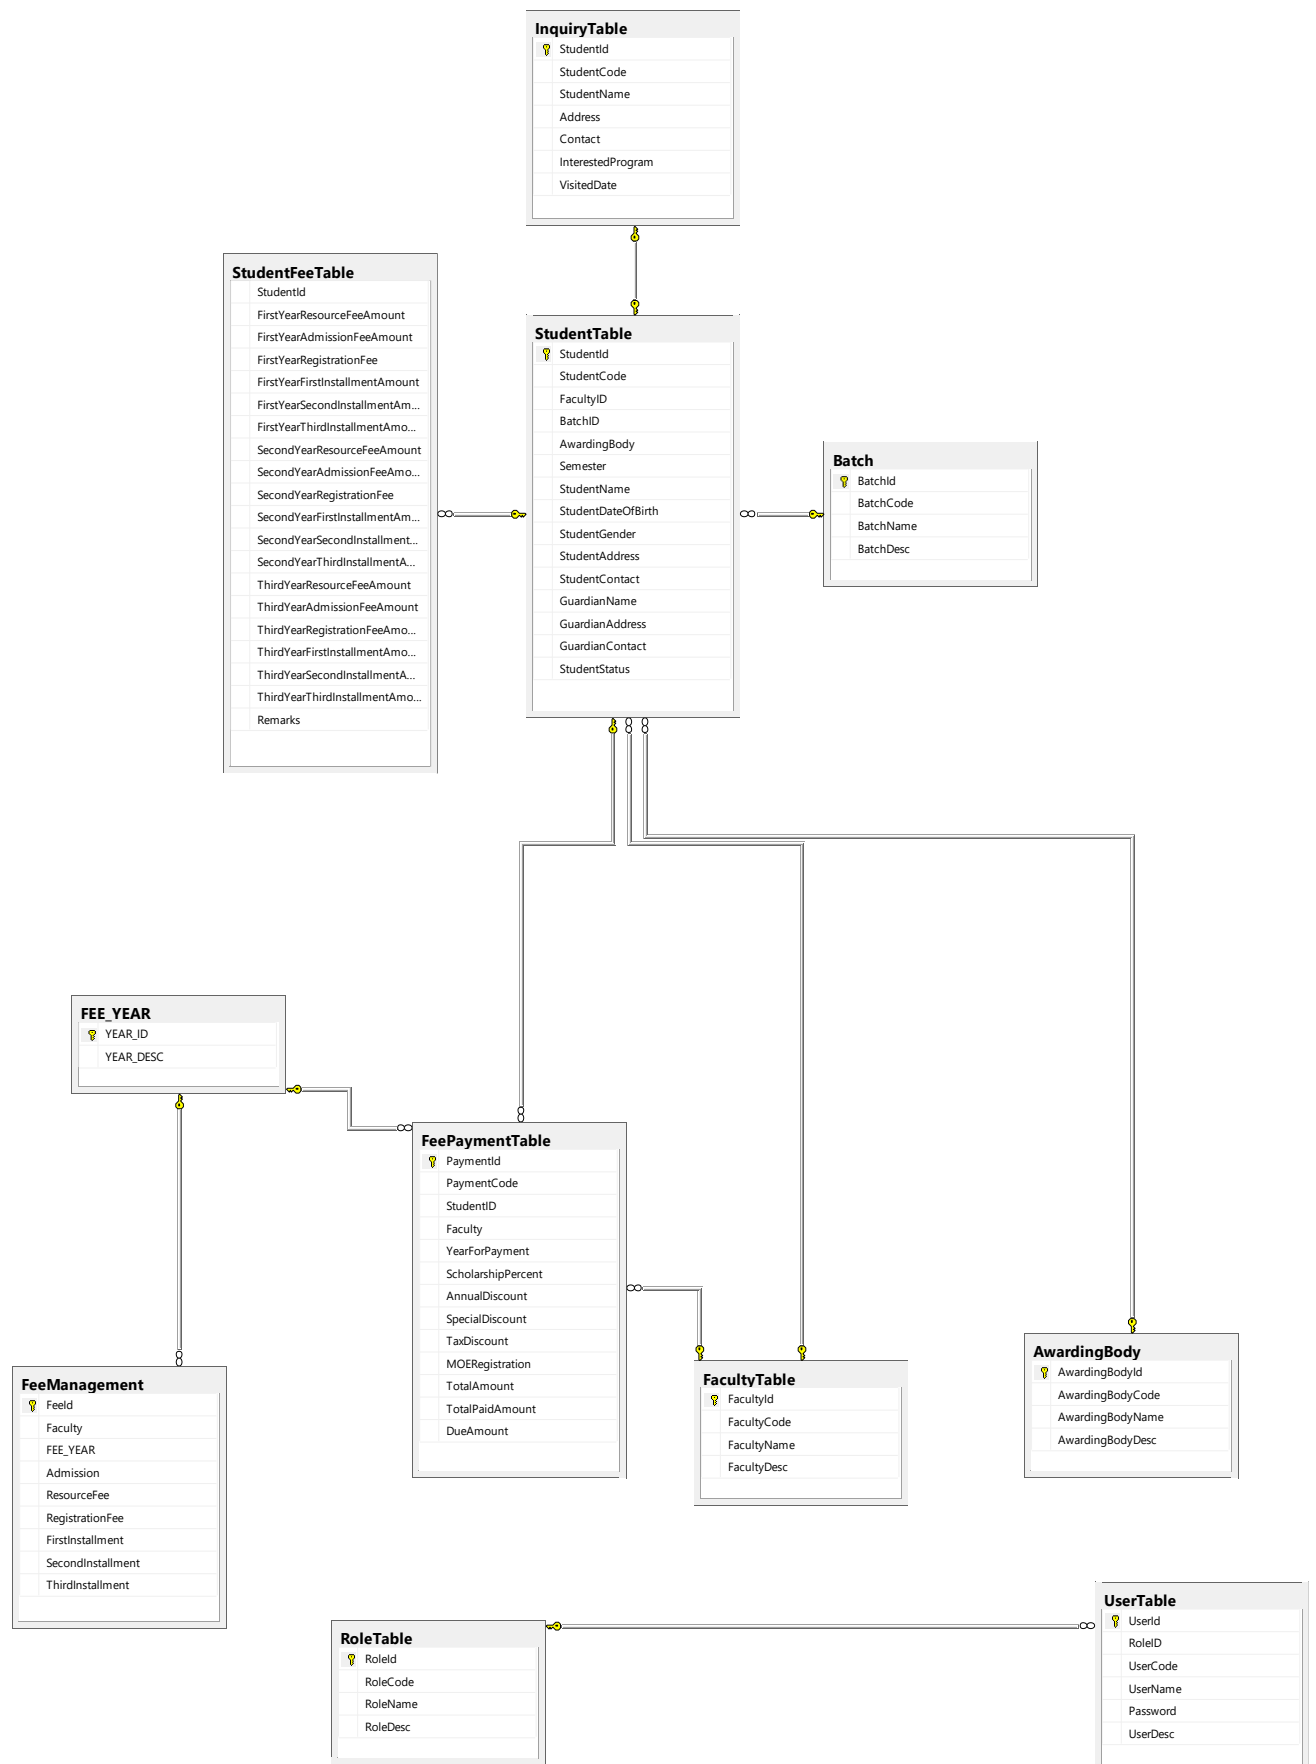 InquiryTable
StudentId
StudentCode
StudentName
Address
Contact
InterestedProgram
VisitedDate
StudentFeeTable
StudentId
FirstYearResourceFeeAmount
FirstYearAdmissionFeeAmount
FirstYearRegistrationFee
FirstYearFirstInstallmentAmount
FirstYearSecondInstallmentAm...
FirstYearThirdInstallmentAmo...
SecondYearResourceFeeAmount
SecondYearAdmissionFeeAmo...
SecondYearRegistrationFee
SecondYearFirstInstallmentAm...
SecondYearSecondInstallment...
SecondYearThirdInstallmentA...
ThirdYearResourceFeeAmount
ThirdYearAdmissionFeeAmount
ThirdYearRegistrationFeeAmo...
ThirdYearFirstInstallmentAmo...
ThirdYearSecondInstallmentA...
ThirdYearThirdInstallmentAmo...
Remarks
StudentTable
StudentId
StudentCode
FacultyID
BatchID
AwardingBody
Semester
StudentName
StudentDateOfBirth
StudentGender
StudentAddress
StudentContact
GuardianName
GuardianAddress
GuardianContact
StudentStatus
Batch
BatchId
BatchCode
BatchName
BatchDesc
FEE_YEAR
YEAR_ID
YEAR_DESC
FeePaymentTable
PaymentId
PaymentCode
StudentID
Faculty
YearForPayment
ScholarshipPercent
AnnualDiscount
SpecialDiscount
TaxDiscount
MOERegistration
TotalAmount
TotalPaidAmount
DueAmount
FeeManagement
FeeId
Faculty
FEE_YEAR
Admission
ResourceFee
RegistrationFee
FirstInstallment
SecondInstallment
ThirdInstallment
FacultyTable
FacultyId
FacultyCode
FacultyName
FacultyDesc
AwardingBody
AwardingBodyId
AwardingBodyCode
AwardingBodyName
AwardingBodyDesc
RoleTable
RoleId
RoleCode
RoleName
RoleDesc
UserTable
UserId
RoleID
UserCode
UserName
Password
UserDesc